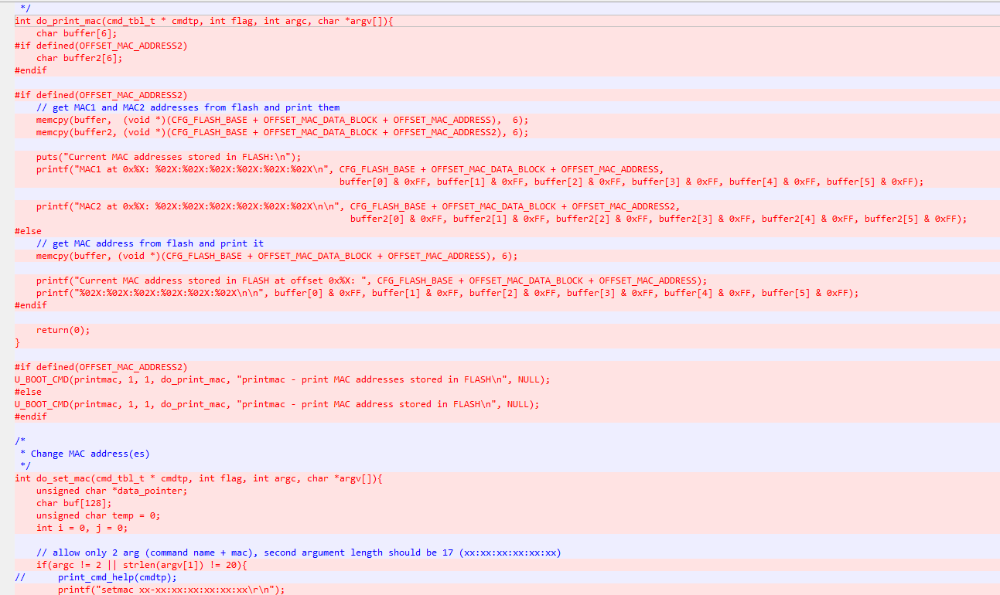 */
int do_print_mac(cmd_tbl_t * cmdtp, int flag, int argc, char *argv[]){
    char buffer[6];
#if defined(OFFSET_MAC_ADDRESS2)
    char buffer2[6];
#endif

#if defined(OFFSET_MAC_ADDRESS2)
    // get MAC1 and MAC2 addresses from flash and print them
    memcpy(buffer,  (void *)(CFG_FLASH_BASE + OFFSET_MAC_DATA_BLOCK + OFFSET_MAC_ADDRESS),  6);
    memcpy(buffer2, (void *)(CFG_FLASH_BASE + OFFSET_MAC_DATA_BLOCK + OFFSET_MAC_ADDRESS2), 6);

    puts("Current MAC addresses stored in FLASH:\n");
    printf("MAC1 at 0x%X: %02X:%02X:%02X:%02X:%02X:%02X\n", CFG_FLASH_BASE + OFFSET_MAC_DATA_BLOCK + OFFSET_MAC_ADDRESS,
                                                            buffer[0] & 0xFF, buffer[1] & 0xFF, buffer[2] & 0xFF, buffer[3] & 0xFF, buffer[4] & 0xFF, buffer[5] & 0xFF);

    printf("MAC2 at 0x%X: %02X:%02X:%02X:%02X:%02X:%02X\n\n", CFG_FLASH_BASE + OFFSET_MAC_DATA_BLOCK + OFFSET_MAC_ADDRESS2,
                                                              buffer2[0] & 0xFF, buffer2[1] & 0xFF, buffer2[2] & 0xFF, buffer2[3] & 0xFF, buffer2[4] & 0xFF, buffer2[5] & 0xFF);
#else
    // get MAC address from flash and print it
    memcpy(buffer, (void *)(CFG_FLASH_BASE + OFFSET_MAC_DATA_BLOCK + OFFSET_MAC_ADDRESS), 6);

    printf("Current MAC address stored in FLASH at offset 0x%X: ", CFG_FLASH_BASE + OFFSET_MAC_DATA_BLOCK + OFFSET_MAC_ADDRESS);
    printf("%02X:%02X:%02X:%02X:%02X:%02X\n\n", buffer[0] & 0xFF, buffer[1] & 0xFF, buffer[2] & 0xFF, buffer[3] & 0xFF, buffer[4] & 0xFF, buffer[5] & 0xFF);
#endif

    return(0);
}

#if defined(OFFSET_MAC_ADDRESS2)
U_BOOT_CMD(printmac, 1, 1, do_print_mac, "printmac - print MAC addresses stored in FLASH\n", NULL);
#else
U_BOOT_CMD(printmac, 1, 1, do_print_mac, "printmac - print MAC address stored in FLASH\n", NULL);
#endif

/*
 * Change MAC address(es)
 */
int do_set_mac(cmd_tbl_t * cmdtp, int flag, int argc, char *argv[]){
    unsigned char *data_pointer;
    char buf[128];
    unsigned char temp = 0;
    int i = 0, j = 0;

    // allow only 2 arg (command name + mac), second argument length should be 17 (xx:xx:xx:xx:xx:xx)
    if(argc != 2 || strlen(argv[1]) != 20){
//      print_cmd_help(cmdtp);
        printf("setmac xx-xx:xx:xx:xx:xx:xx\r\n");